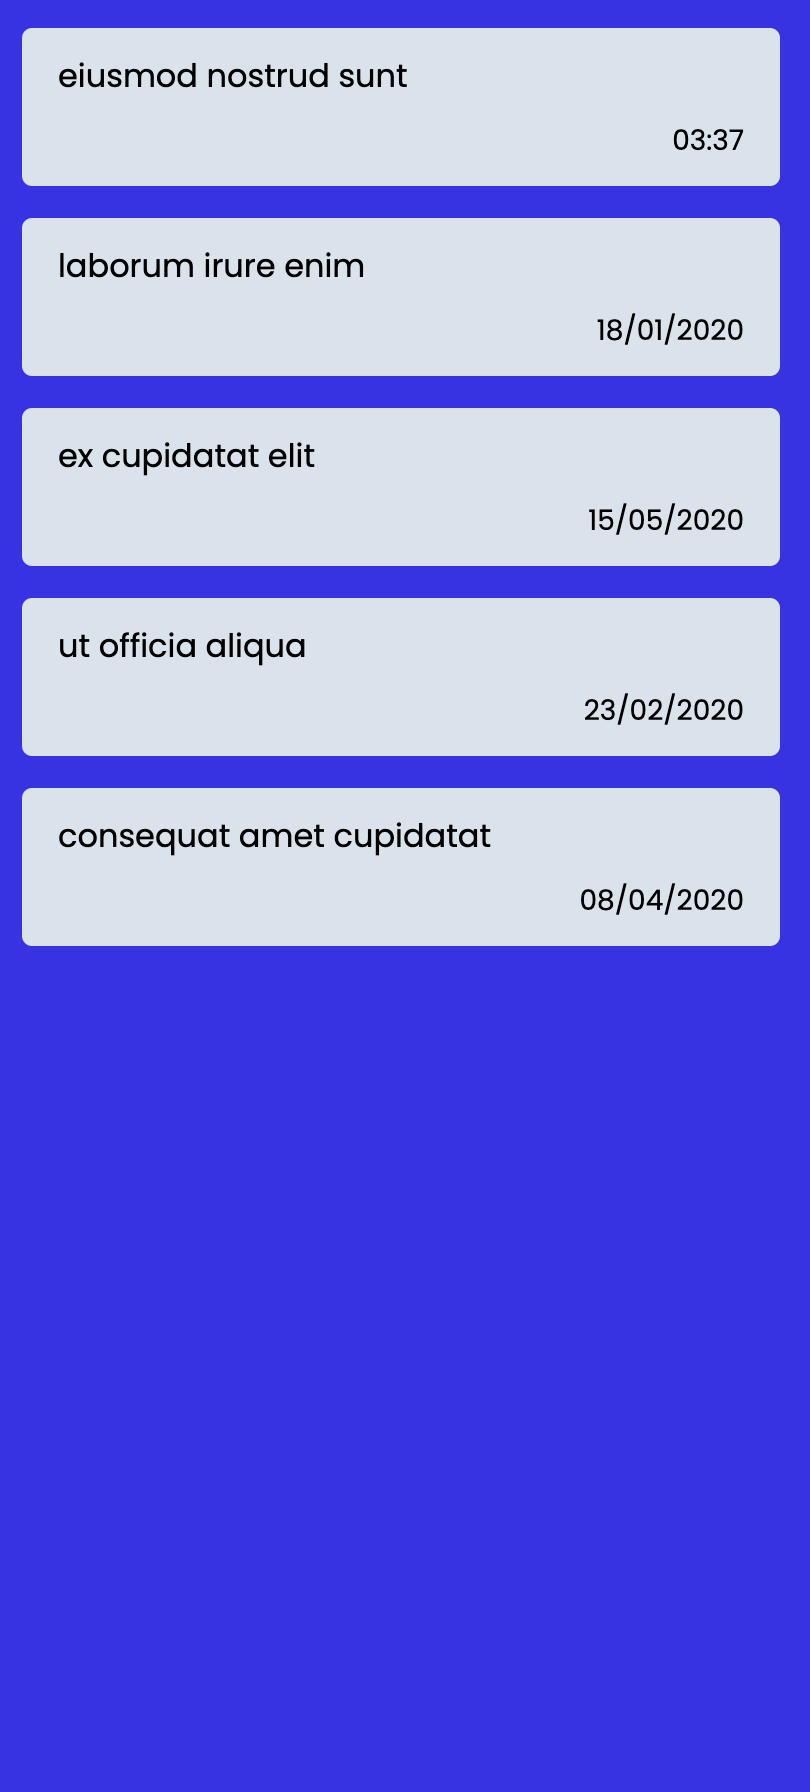 eiusmod nostrud sunt
03:37
laborum irure enim
18/01/2020
ex cupidatat elit
15/05/2020
ut officia aliqua
23/02/2020
consequat amet cupidatat
08/04/2020